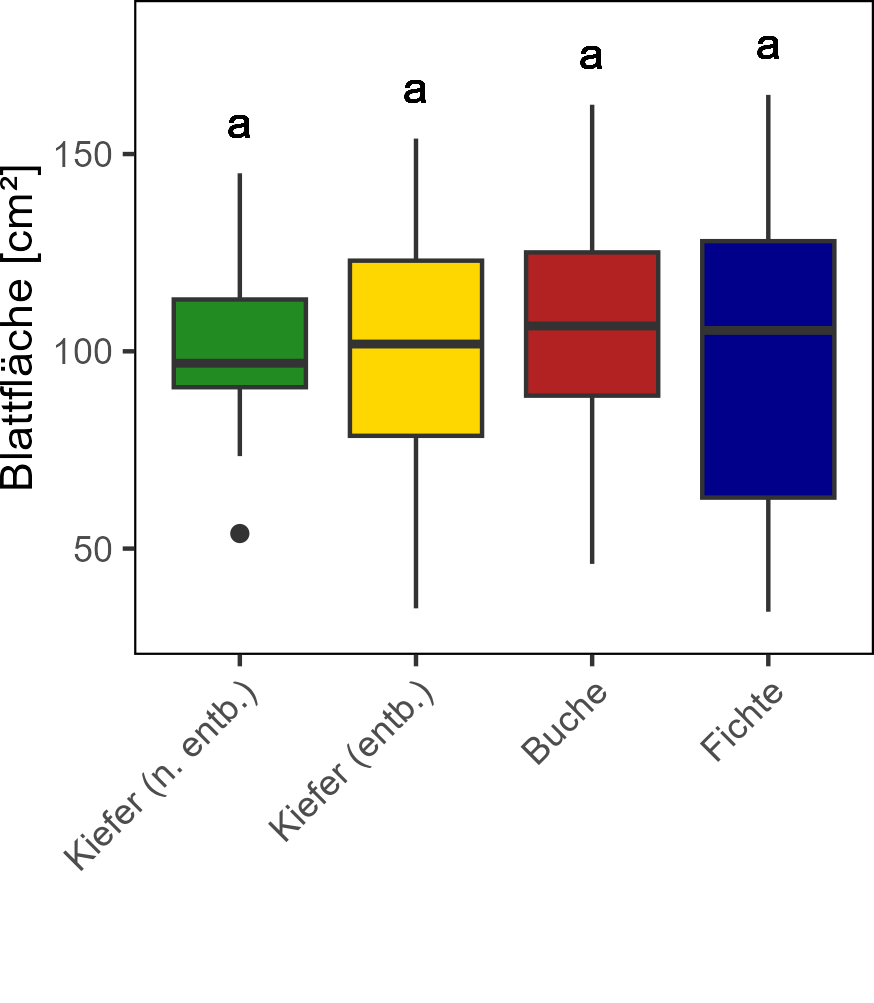 a
a
a
a
Blattfläche [cm²]
150
100
50
Kiefer (n. entb.)
Kiefer (entb.)
Buche
Fichte